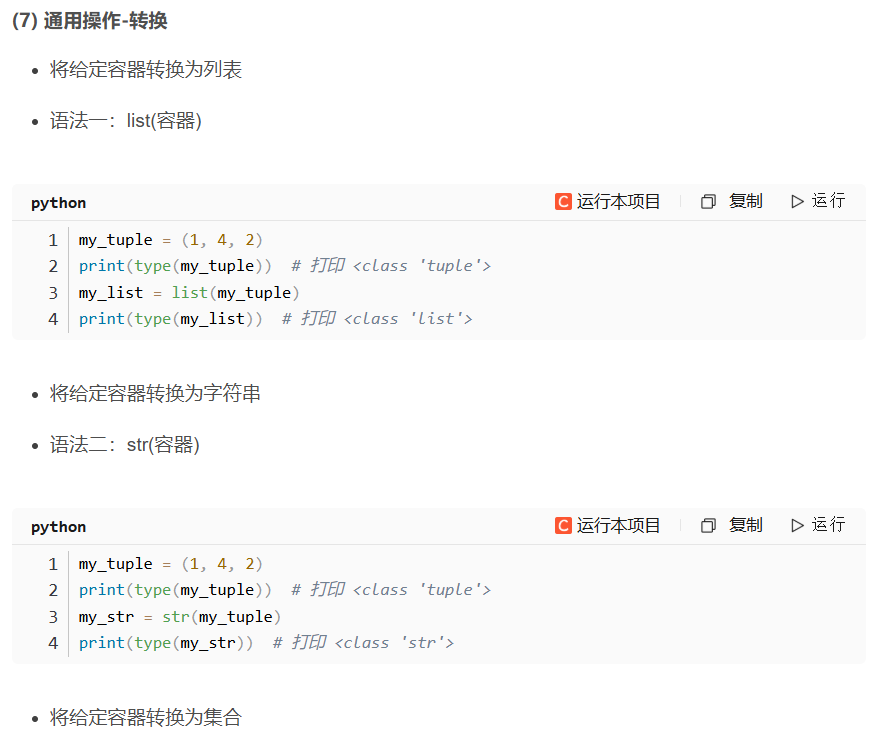 (7) 通用操作-转换
• 将给定容器转换为列表
• 语法一：list(容器)
python C 运行本项目 复制 运行
1 my_tuple = (1, 4, 2)
2 print(type(my_tuple))  # 打印 <class 'tuple'>
3 my_list = list(my_tuple)
4 print(type(my_list))  # 打印 <class 'list'>
• 将给定容器转换为字符串
• 语法二：str(容器)
python C 运行本项目 复制 运行
1 my_tuple = (1, 4, 2)
2 print(type(my_tuple))  # 打印 <class 'tuple'>
3 my_str = str(my_tuple)
4 print(type(my_str))  # 打印 <class 'str'>
• 将给定容器转换为集合